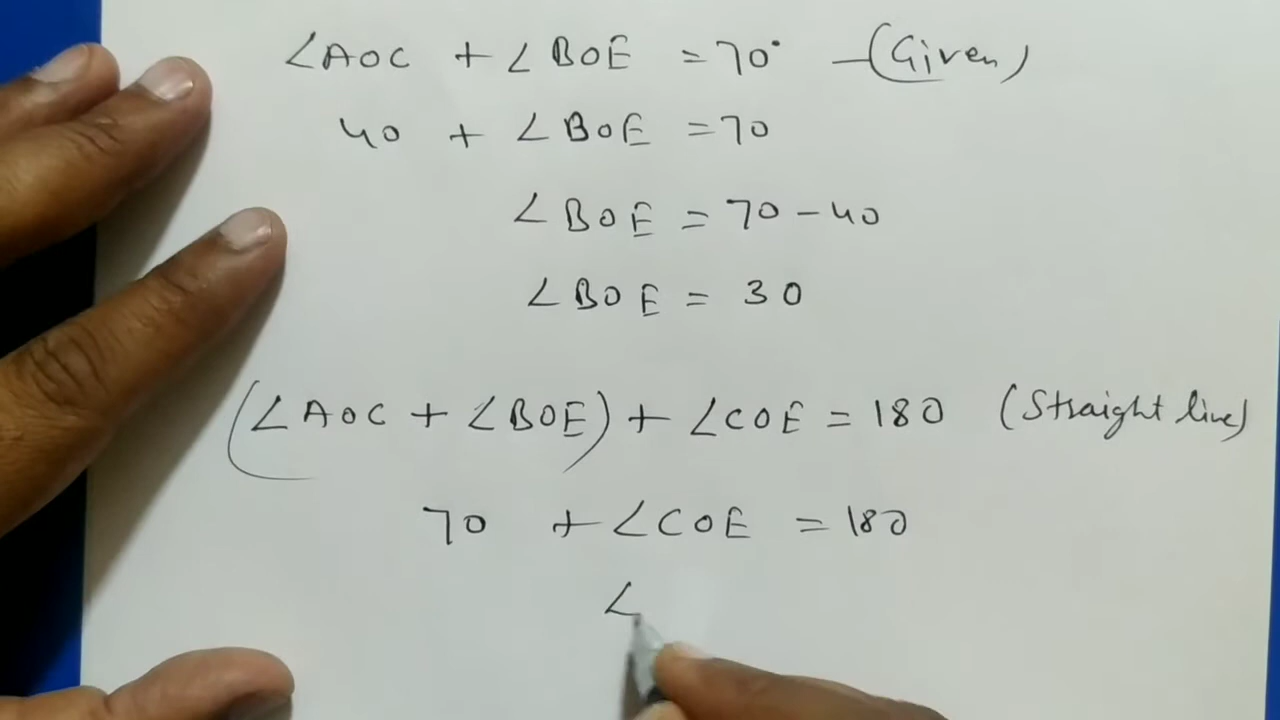 ∠AOC + ∠BOE = 70° — (Given)
40 + ∠BOE = 70
∠BOE = 70 - 40
∠BOE = 30
(∠AOC + ∠BOE) + ∠COE = 180 (Straight line)
70 + ∠COE = 180
∠